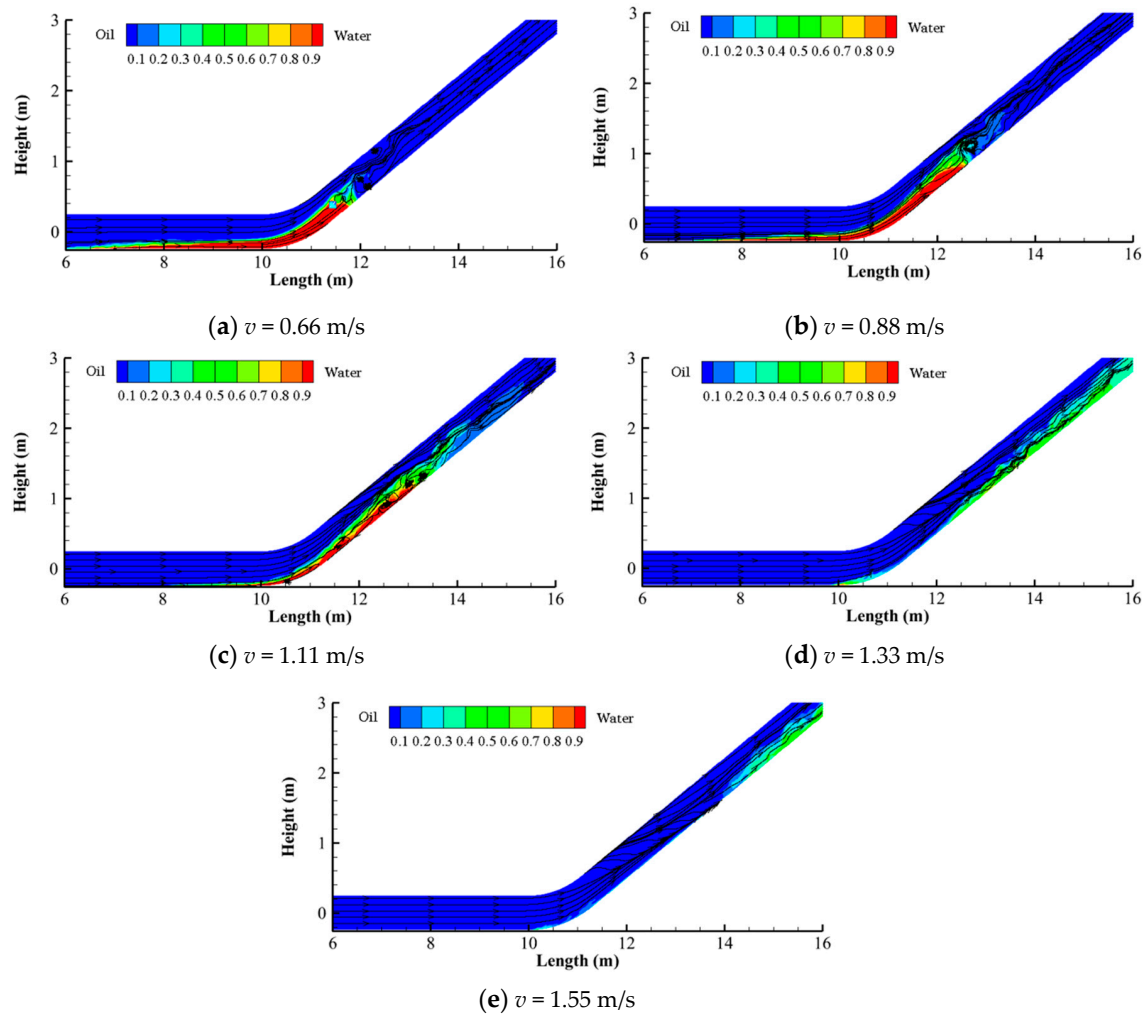 3
Oil
Water
0.1 0.2 0.3 0.4 0.5 0.6 0.7 0.8 0.9
2
Height (m)
1
0
6 8 10 12 14 16
Length (m)
(a) v = 0.66 m/s
3
Oil
Water
0.1 0.2 0.3 0.4 0.5 0.6 0.7 0.8 0.9
2
Height (m)
1
0
6 8 10 12 14 16
Length (m)
(b) v = 0.88 m/s
3
Oil
Water
0.1 0.2 0.3 0.4 0.5 0.6 0.7 0.8 0.9
2
Height (m)
1
0
6 8 10 12 14 16
Length (m)
(c) v = 1.11 m/s
3
Oil
Water
0.1 0.2 0.3 0.4 0.5 0.6 0.7 0.8 0.9
2
Height (m)
1
0
6 8 10 12 14 16
Length (m)
(d) v = 1.33 m/s
3
Oil
Water
0.1 0.2 0.3 0.4 0.5 0.6 0.7 0.8 0.9
2
Height (m)
1
0
6 8 10 12 14 16
Length (m)
(e) v = 1.55 m/s